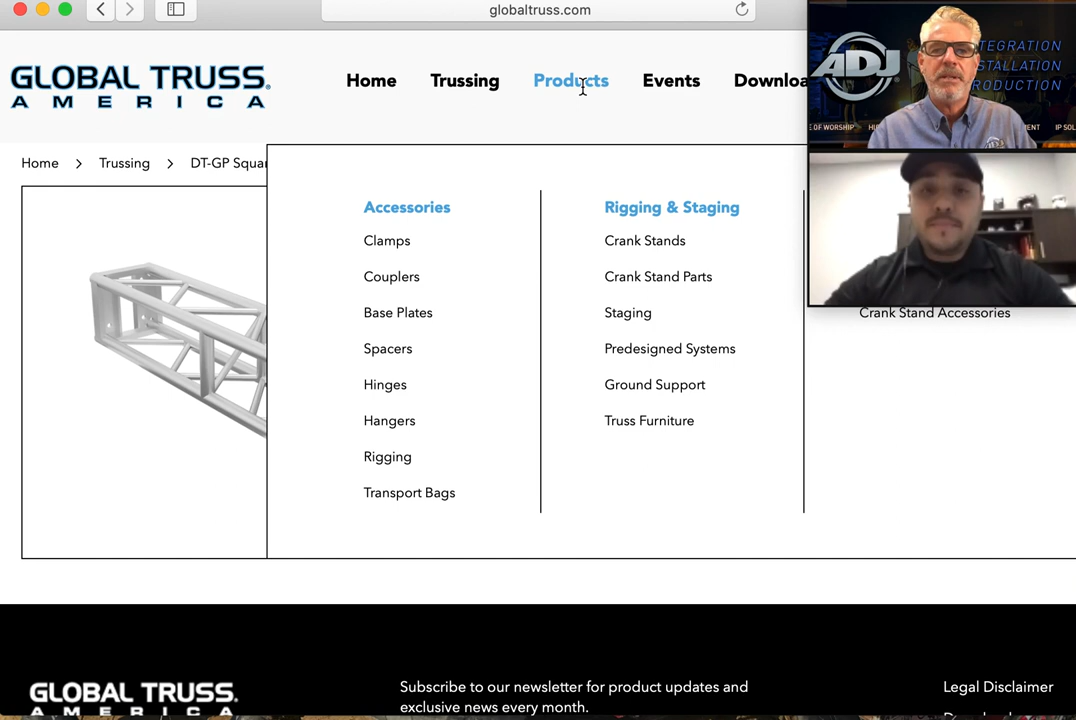 globaltruss.com
GLOBAL TRUSS®
AMERICA
Home
Trussing
Products
Events
Downloa
ADJ
NTEGRATION
STALLATION
RODUCTION
E OF WORSHIP
Home > Trussing > DT-GP Squar
Accessories
Clamps
Couplers
Base Plates
Spacers
Hinges
Hangers
Rigging
Transport Bags
Rigging & Staging
Crank Stands
Crank Stand Parts
Staging
Predesigned Systems
Ground Support
Truss Furniture
Crank Stand Accessories
GLOBAL TRUSS®
AMERICA
Subscribe to our newsletter for product updates and
exclusive news every month.
Legal Disclaimer